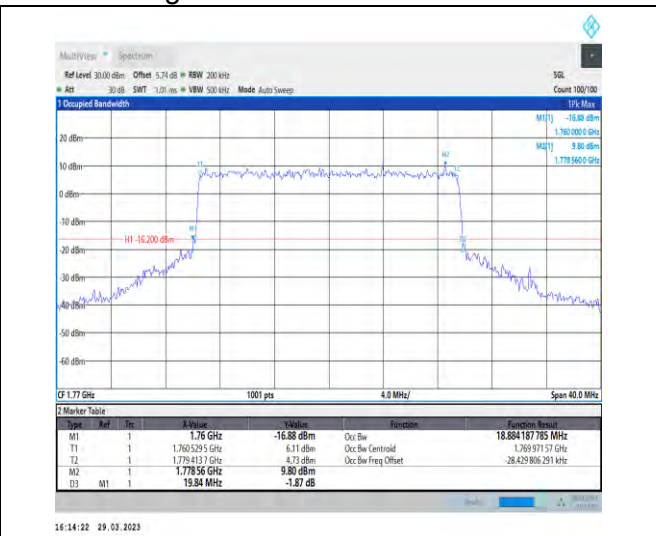 MultiView Spectrum
Ref Level 30.00 dBm Offset 5.74 dB RBW 200 kHz SGL
Att 30 dB SWT 1.01 ms VBW 500 kHz Mode Auto Sweep Count 100/100
1 Occupied Bandwidth 1Pk Max
M1[1] -16.88 dBm
1.760 000 0 GHz
20 dBm
M2[1] 9.80 dBm
1.778 560 0 GHz
M2
T1
10 dBm
0 dBm
-10 dBm
M1
H1 -16.200 dBm
-20 dBm
-30 dBm
-40 dBm
-50 dBm
-60 dBm
CF 1.77 GHz 1001 pts 4.0 MHz/ Span 40.0 MHz
2 Marker Table
Type Ref Trc X-Value Y-Value Function Function Result
M1 1 1.76 GHz -16.88 dBm Occ Bw 18.884 187 785 MHz
T1 1 1.760 529 5 GHz 6.11 dBm Occ Bw Centroid 1.769 971 57 GHz
T2 1 1.779 413 7 GHz 4.73 dBm Occ Bw Freq Offset -28.429 806 291 kHz
M2 1 1.778 56 GHz 9.80 dBm
D3 M1 1 19.84 MHz -1.87 dB
16:14:22 29.03.2023